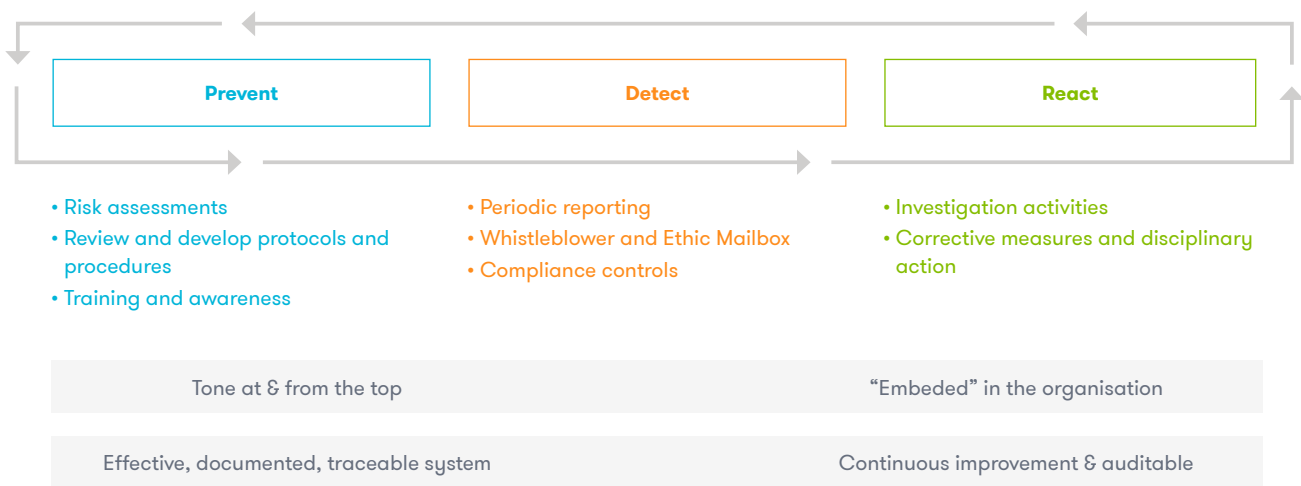 Prevent
Detect
React
• Risk assessments
• Review and develop protocols and
procedures
• Training and awareness
• Periodic reporting
• Whistleblower and Ethic Mailbox
• Compliance controls
• Investigation activities
• Corrective measures and disciplinary
action
Tone at & from the top
“Embeded” in the organisation
Effective, documented, traceable system
Continuous improvement & auditable